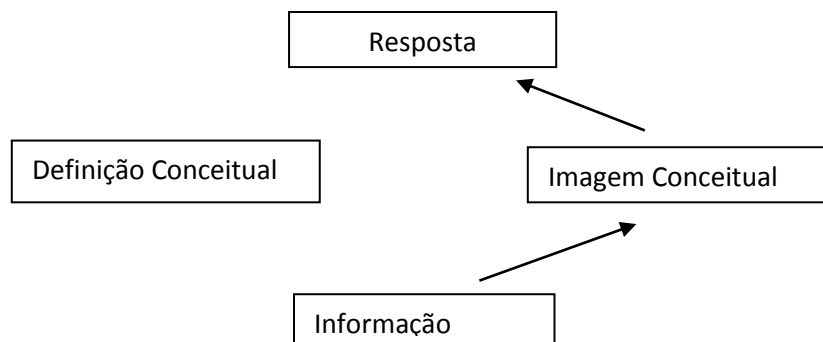 Resposta
Definição Conceitual
Imagem Conceitual
Informação